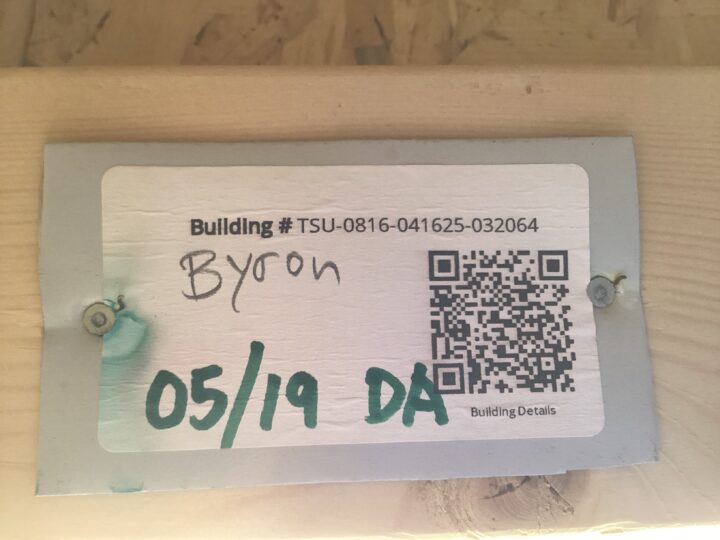 Building # TSU-0816-041625-032064
Byron
05/19 DA
Building Details